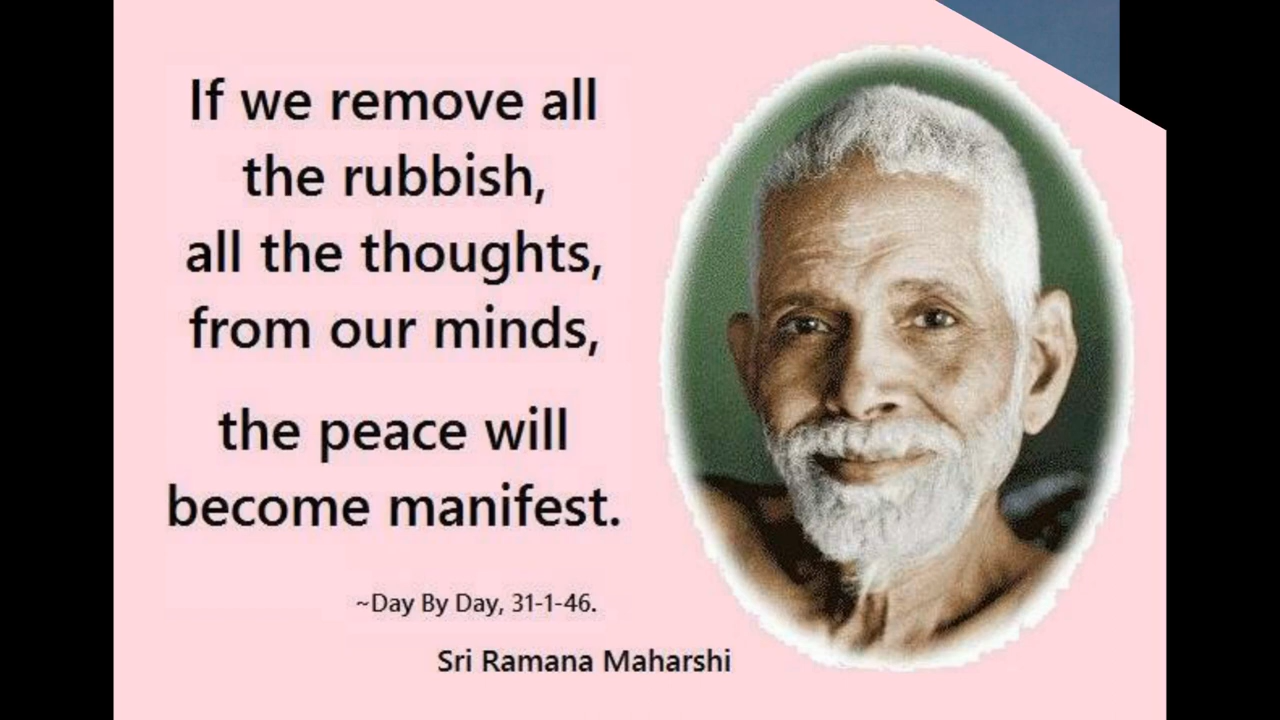 If we remove all
the rubbish,
all the thoughts,
from our minds,
the peace will
become manifest.
~Day By Day, 31-1-46.
Sri Ramana Maharshi